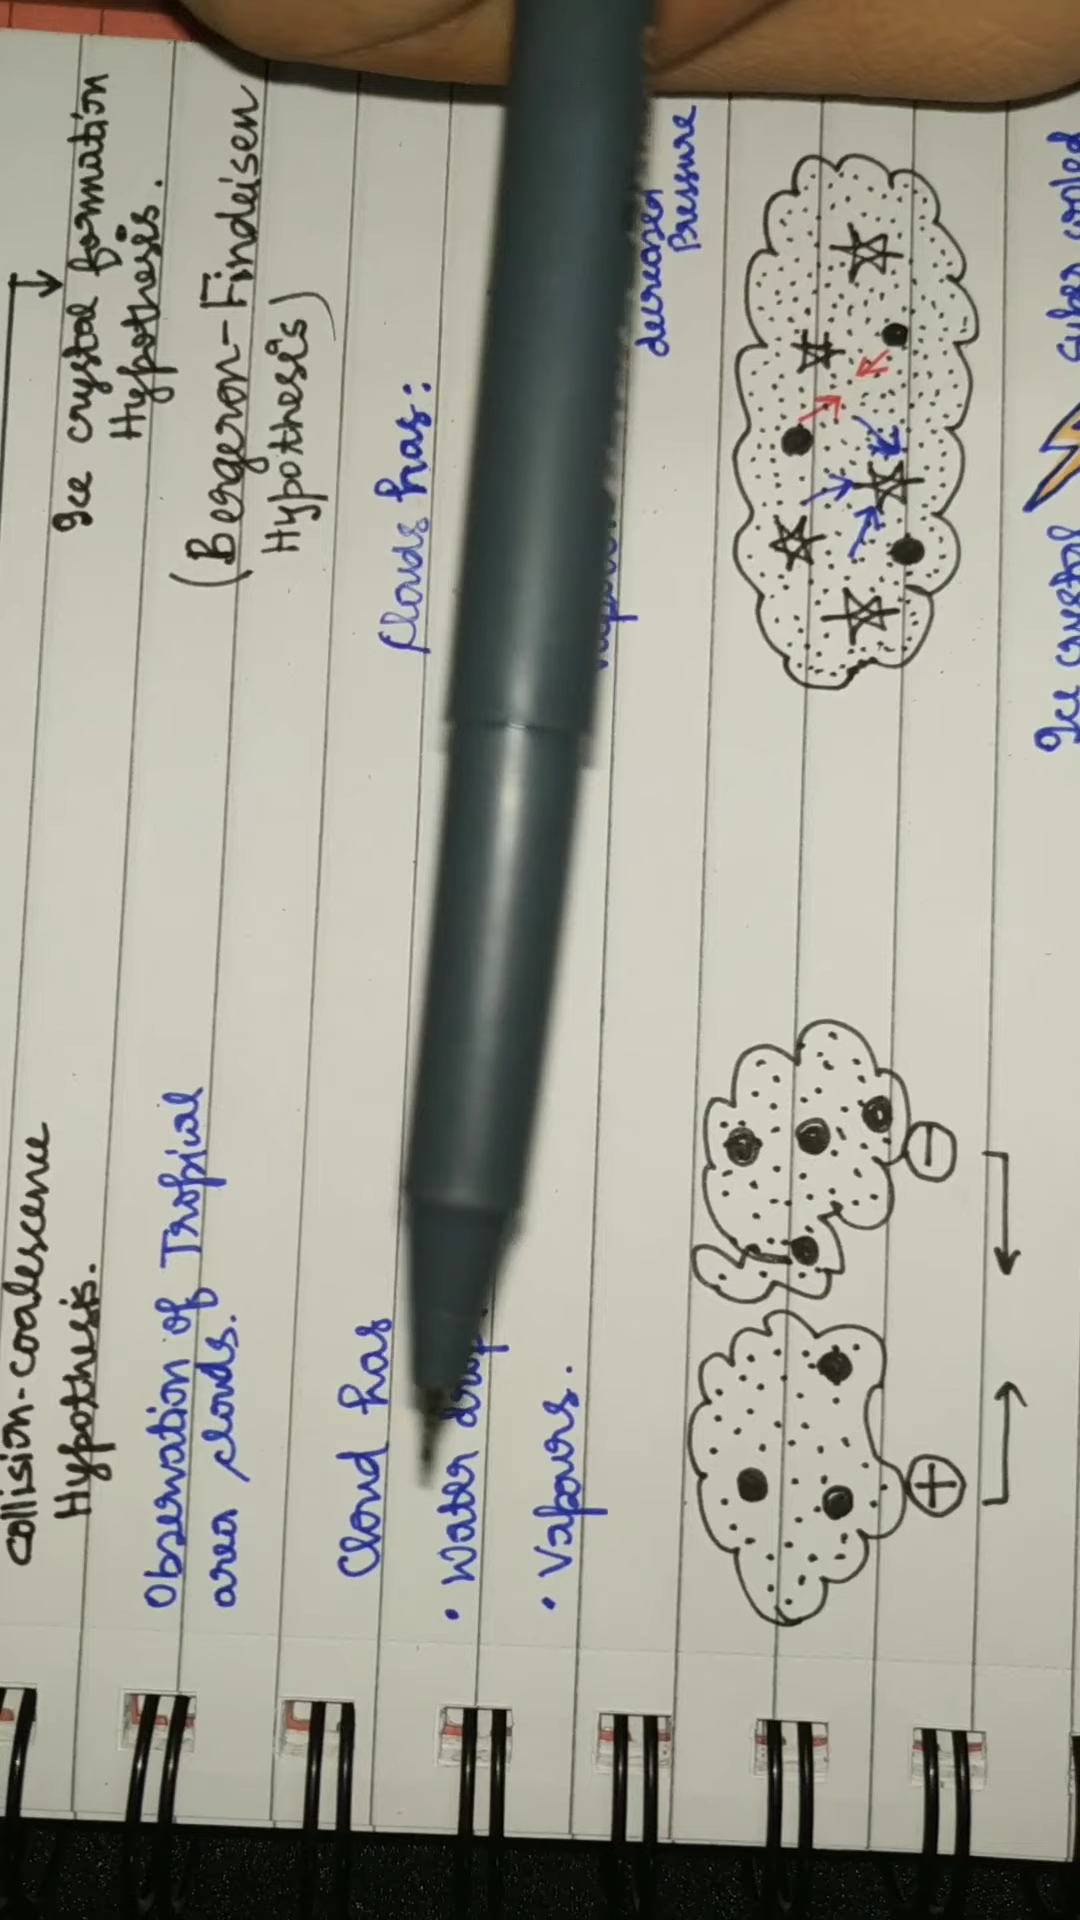 collision-coalescence
Hypothesis.
Observation of Tropical
area clouds.
Cloud has
• Water
• Vapours.
−
+
Ice crystal formation
Hypothesis.
(Bergeron-Findeisen
Hypothesis)
Clouds has:
decreased
Pressure
Ice crystal
super cooled